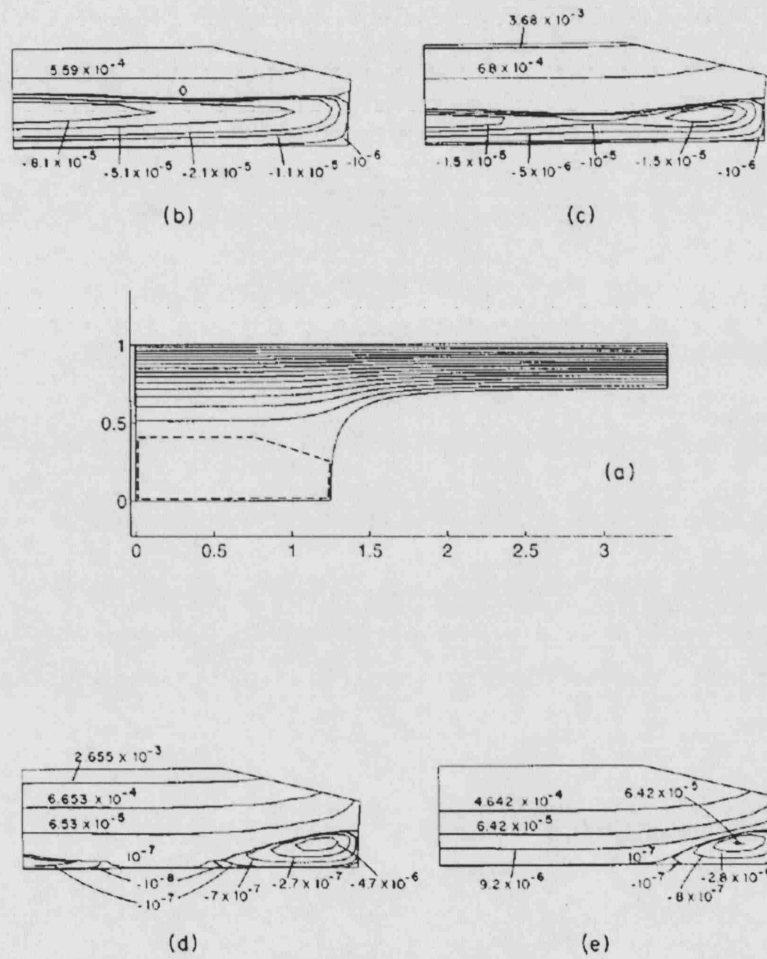 3.68 x 10⁻³
5.59 x 10⁻⁴
68 x 10⁻⁴
0
-8.1 x 10⁻⁵
-5.1 x 10⁻⁵
-2.1 x 10⁻⁵
-1.1 x 10⁻⁵
-10⁻⁶
-1.5 x 10⁻⁵
-5 x 10⁻⁶
-10⁻⁵
-1.5 x 10⁻⁵
-10⁻⁶
(b)
(c)
1
0.5
0
(a)
0
0.5
1
1.5
2
2.5
3
2.655 x 10⁻³
6.653 x 10⁻⁴
6.53 x 10⁻⁵
10⁻⁷
-10⁻⁸
-10⁻⁷
-7 x 10⁻⁷
-2.7 x 10⁻⁷
-4.7 x 10⁻⁶
4.642 x 10⁻⁴
6.42 x 10⁻⁵
6.42 x 10⁻⁵
10⁻⁷
9.2 x 10⁻⁶
-10⁻⁷
-8 x 10⁻⁷
(d)
(e)